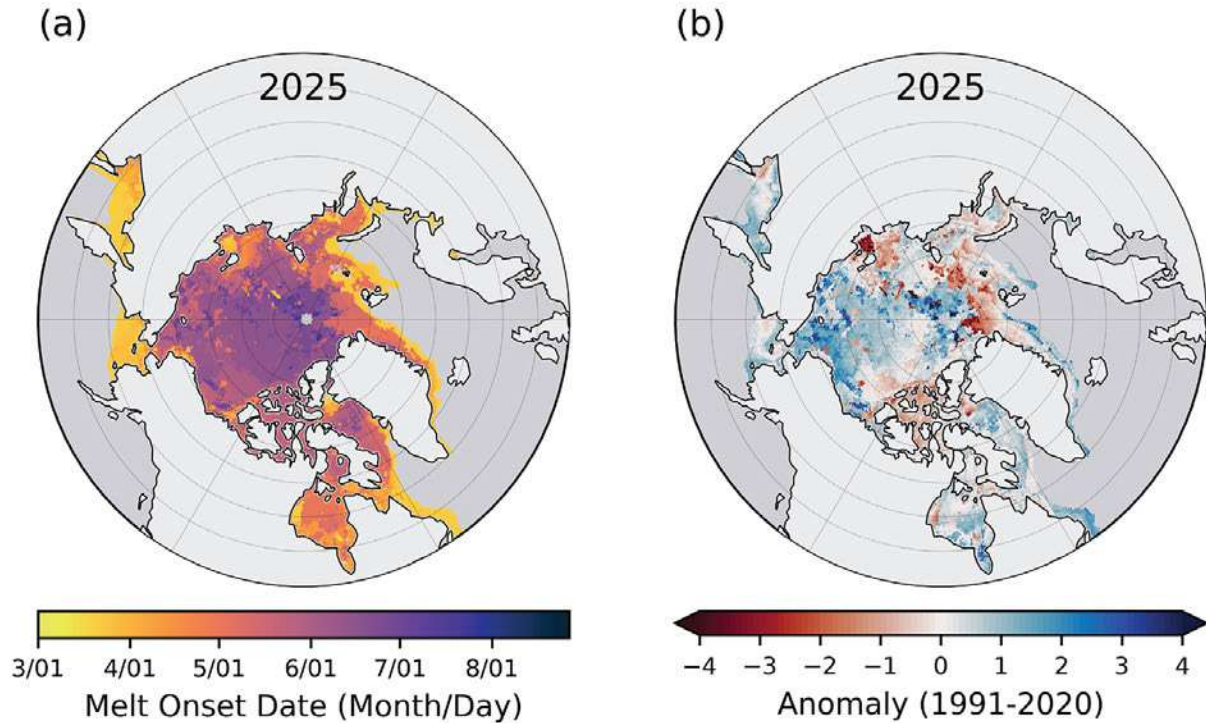 (a)
(b)
2025
2025
3/01 4/01 5/01 6/01 7/01 8/01
Melt Onset Date (Month/Day)
−4 −3 −2 −1 0 1 2 3 4
Anomaly (1991-2020)